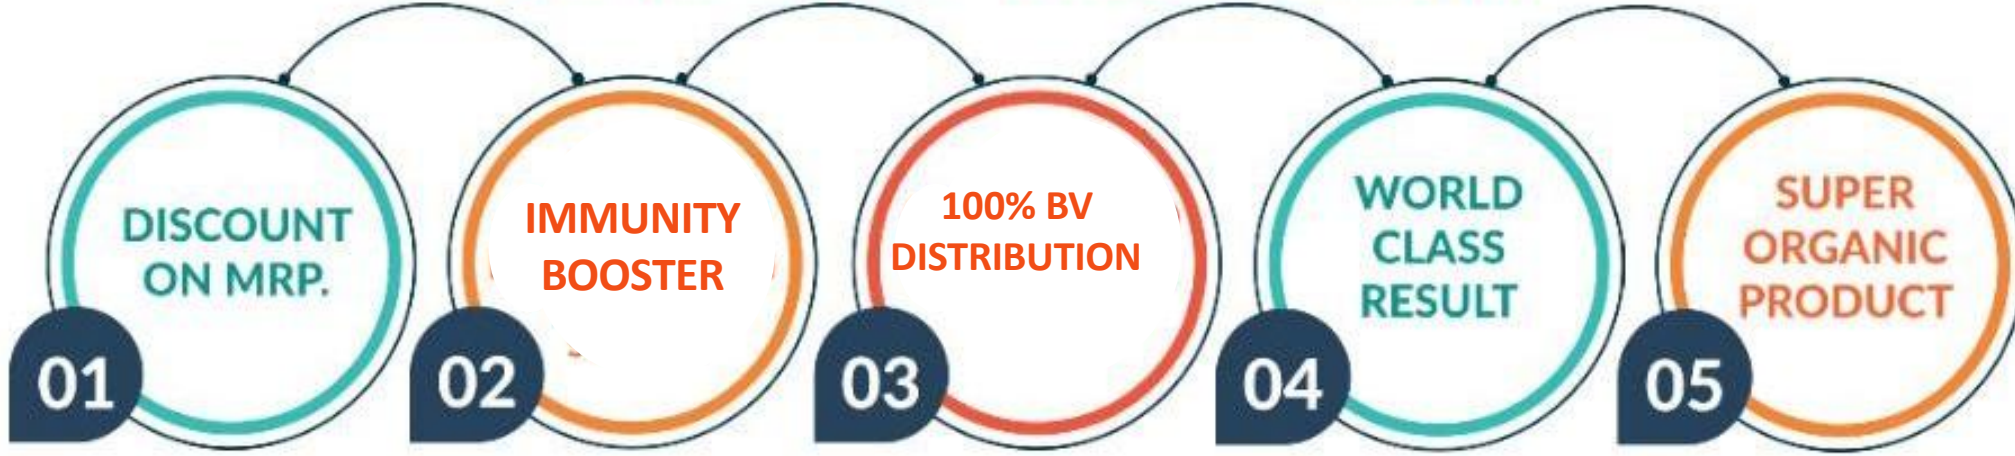 DISCOUNT
ON MRP.
01
IMMUNITY
BOOSTER
02
100% BV
DISTRIBUTION
03
WORLD
CLASS
RESULT
04
SUPER
ORGANIC
PRODUCT
05